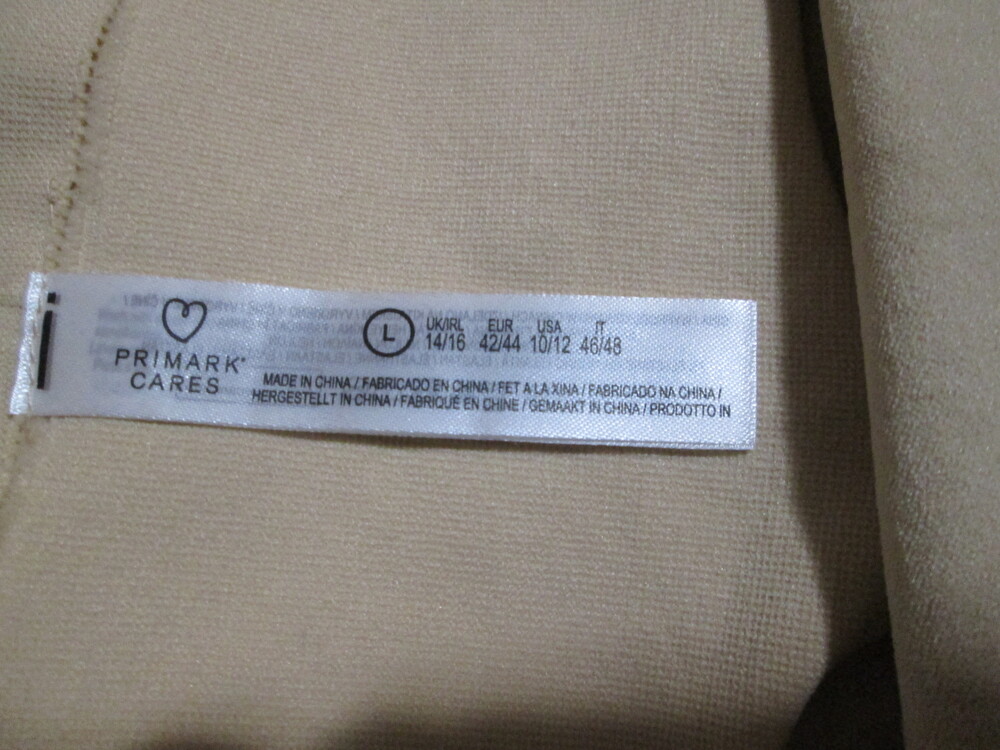 PRIMARK
CARES
L
UK/IRL EUR USA IT
14/16 42/44 10/12 46/48
MADE IN CHINA / FABRICADO EN CHINA / FET A LA XINA / FABRICADO NA CHINA /
HERGESTELLT IN CHINA / FABRIQUÉ EN CHINE / GEMAAKT IN CHINA / PRODOTTO IN